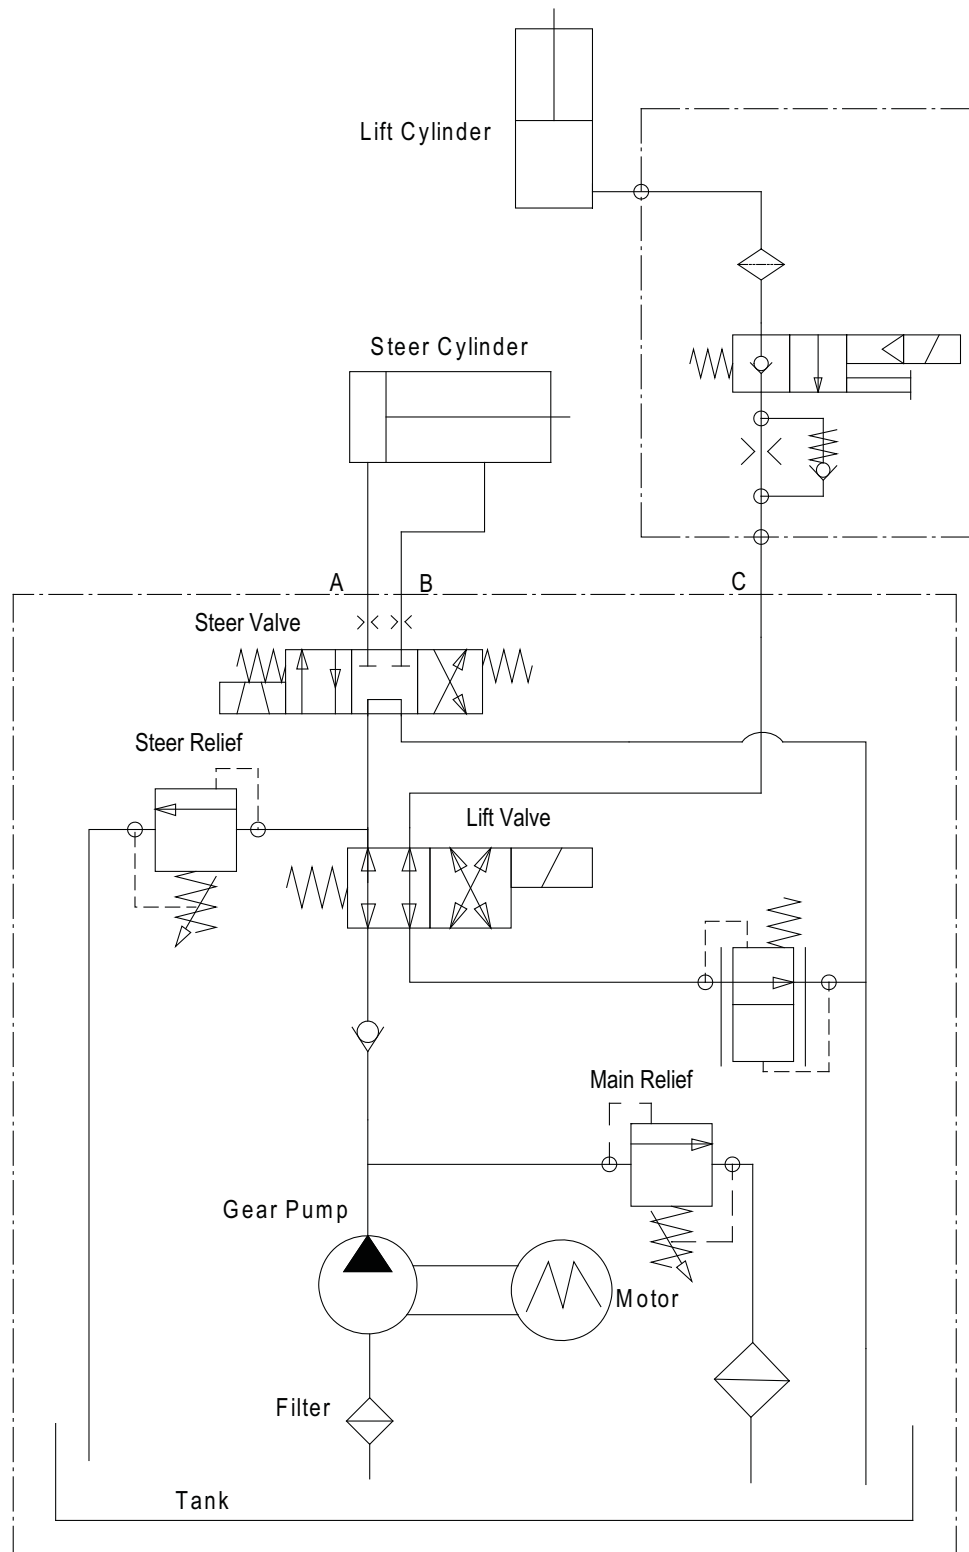 Lift Cylinder
Steer Cylinder
A
B
C
Steer Valve
Steer Relief
Lift Valve
Main Relief
Gear Pump
Motor
Filter
Tank